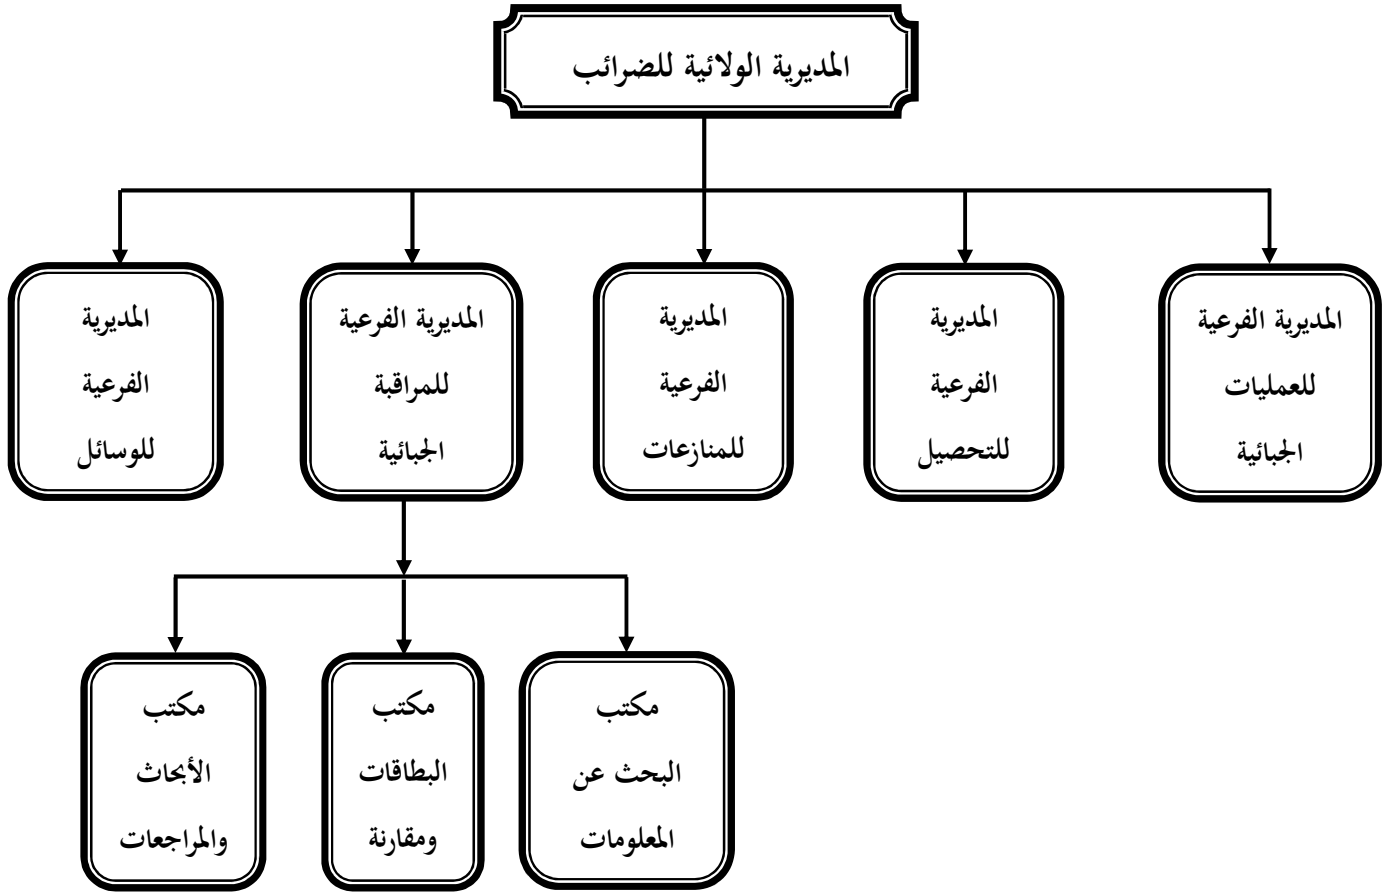 المديرية الولائية للضرائب
المديرية الفرعية
للعمليات
الجبائية
المديرية
الفرعية
للتحصيل
المديرية
الفرعية
للمنازعات
المديرية الفرعية
للمراقبة
الجبائية
المديرية
الفرعية
للوسائل
مكتب
البحث عن
المعلومات
مكتب
البطاقات
ومقارنة
مكتب
الأبحاث
والمراجعات